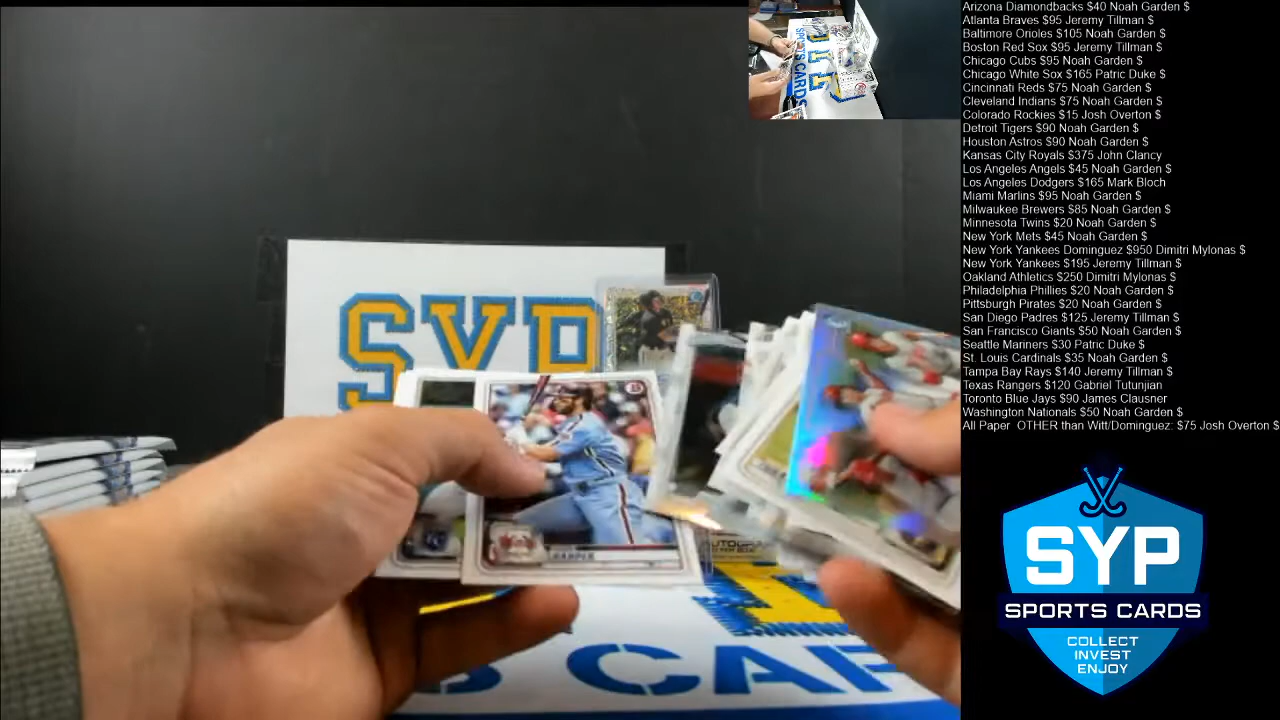 Arizona Diamondbacks $40 Noah Garden $
Atlanta Braves $95 Jeremy Tillman $
Baltimore Orioles $105 Noah Garden $
Boston Red Sox $95 Jeremy Tillman $
Chicago Cubs $95 Noah Garden $
Chicago White Sox $165 Patric Duke $
Cincinnati Reds $75 Noah Garden $
Cleveland Indians $75 Noah Garden $
Colorado Rockies $15 Josh Overton $
Detroit Tigers $90 Noah Garden $
Houston Astros $90 Noah Garden $
Kansas City Royals $375 John Clancy
Los Angeles Angels $45 Noah Garden $
Los Angeles Dodgers $165 Mark Bloch
Miami Marlins $95 Noah Garden $
Milwaukee Brewers $85 Noah Garden $
Minnesota Twins $20 Noah Garden $
New York Mets $45 Noah Garden $
New York Yankees Dominguez $950 Dimitri Mylonas $
New York Yankees $195 Jeremy Tillman $
Oakland Athletics $250 Dimitri Mylonas $
Philadelphia Phillies $20 Noah Garden $
Pittsburgh Pirates $20 Noah Garden $
San Diego Padres $125 Jeremy Tillman $
San Francisco Giants $50 Noah Garden $
Seattle Mariners $30 Patric Duke $
St. Louis Cardinals $35 Noah Garden $
Tampa Bay Rays $140 Jeremy Tillman $
Texas Rangers $120 Gabriel Tutunjian
Toronto Blue Jays $90 James Clausner
Washington Nationals $50 Noah Garden $
All Paper OTHER than Witt/Dominguez: $75 Josh Overton $
SYP
SPORTS CARDS
COLLECT
INVEST
ENJOY
SYP
HARPER
CAR
SPORTS CARDS